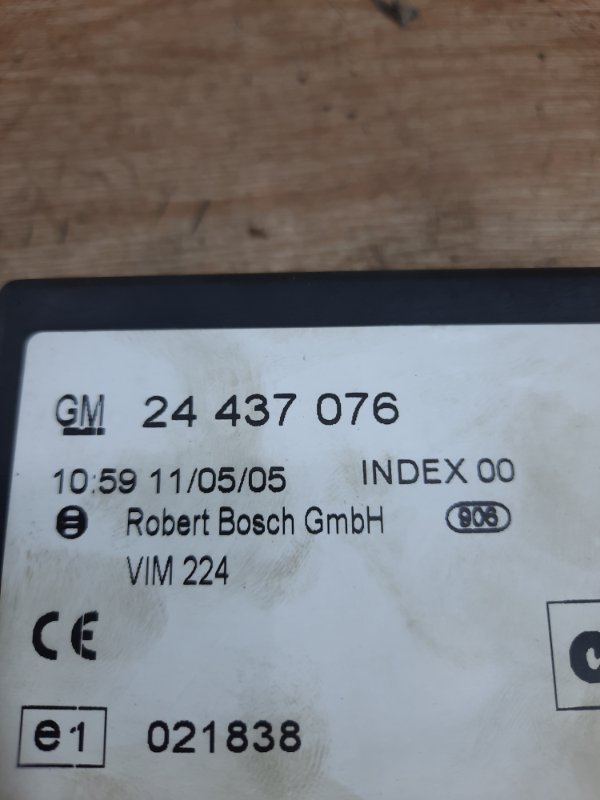 GM 24 437 076
10:59 11/05/05 INDEX 00
Robert Bosch GmbH 906
VIM 224
CE
e1 021838